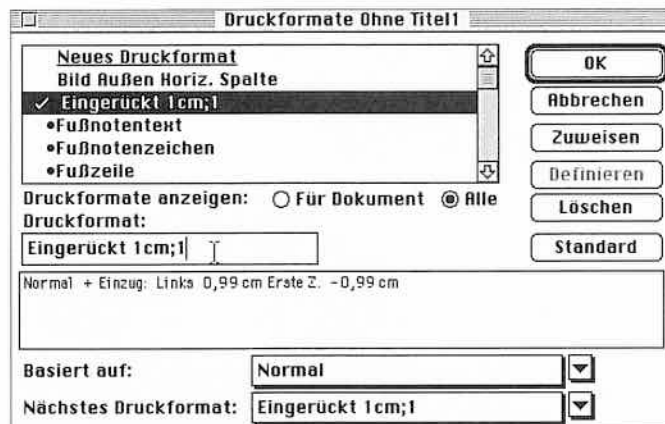 Druckformate Ohne Titel1
Neues Druckformat
Bild Außen Horiz. Spalte
✓ Eingerückt 1cm;1
•Fußnotentext
•Fußnotenzeichen
•Fußzeile
OK
Abbrechen
Zuweisen
Definieren
Löschen
Standard
Druckformate anzeigen: Für Dokument Alle
Druckformat:
Eingerückt 1cm;1
Normal + Einzug: Links 0,99 cm Erste Z. -0,99 cm
Basiert auf: Normal
Nächstes Druckformat: Eingerückt 1cm;1